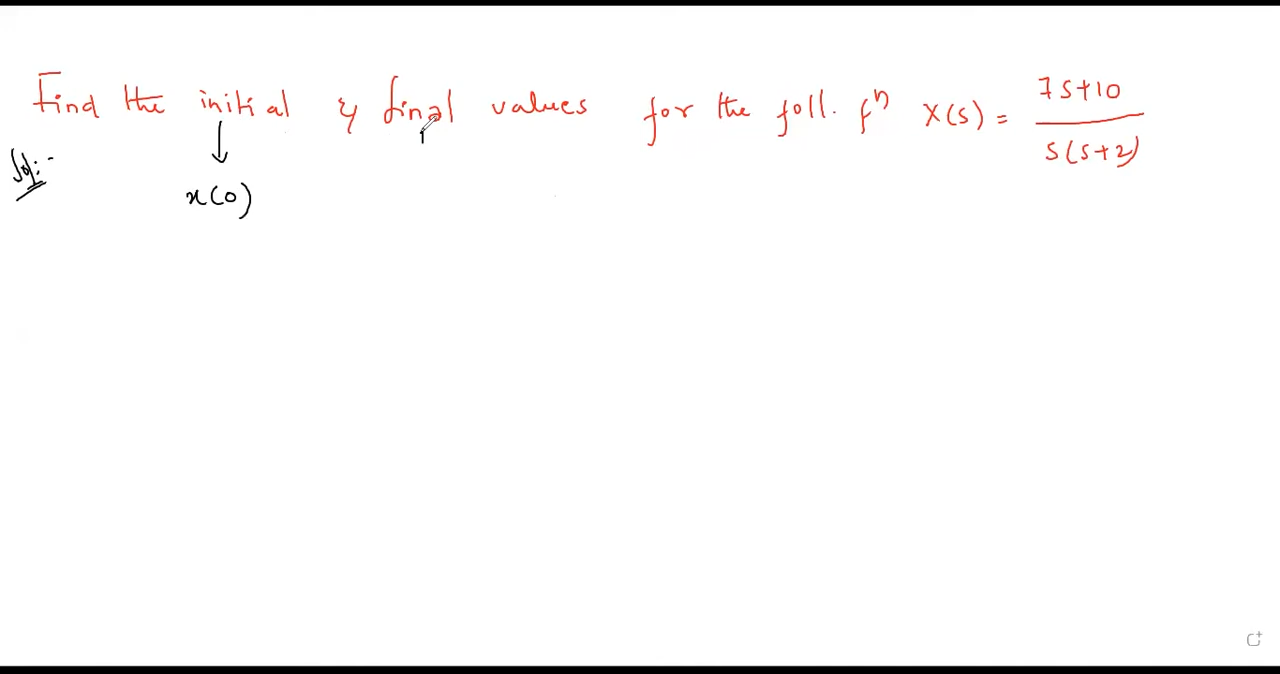 Find the initial & final values for the foll. fⁿ X(s) = 7s+10
s(s+2)
Sol:-
x(0)